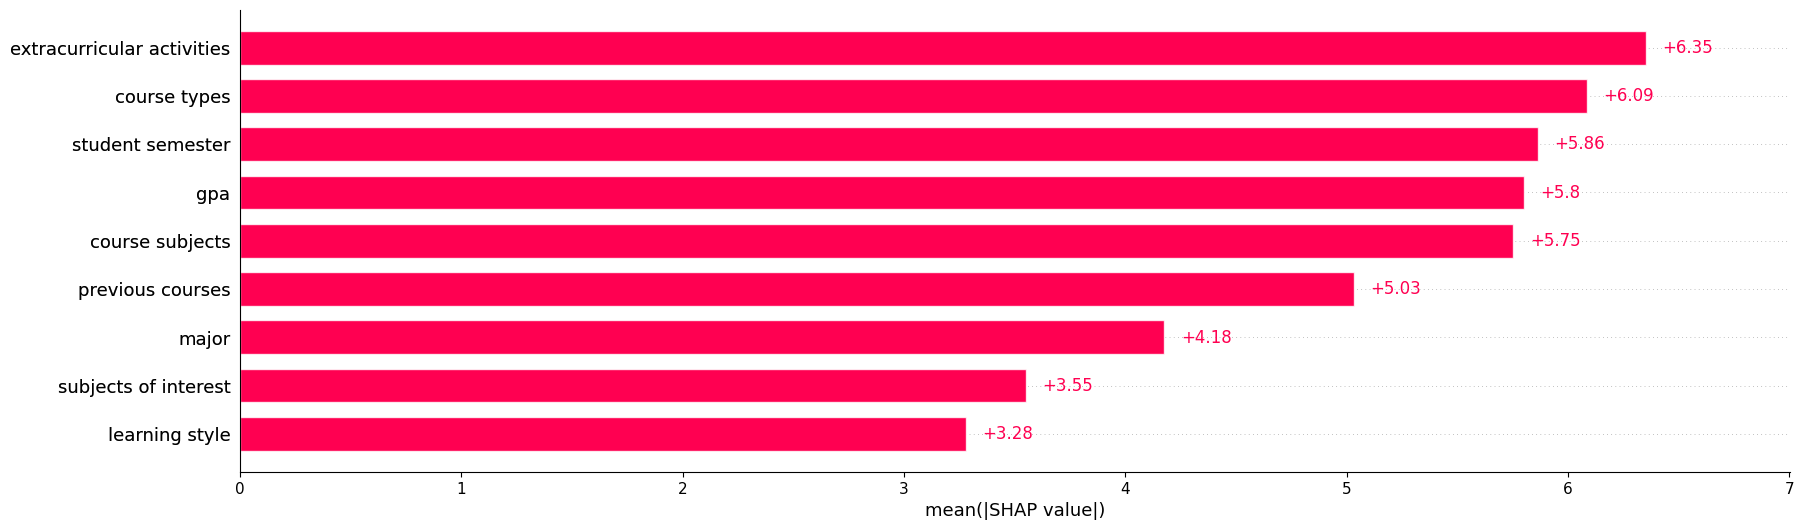 extracurricular activities +6.35
course types +6.09
student semester +5.86
gpa +5.8
course subjects +5.75
previous courses +5.03
major +4.18
subjects of interest +3.55
learning style +3.28
0 1 2 3 4 5 6 7
mean(|SHAP value|)